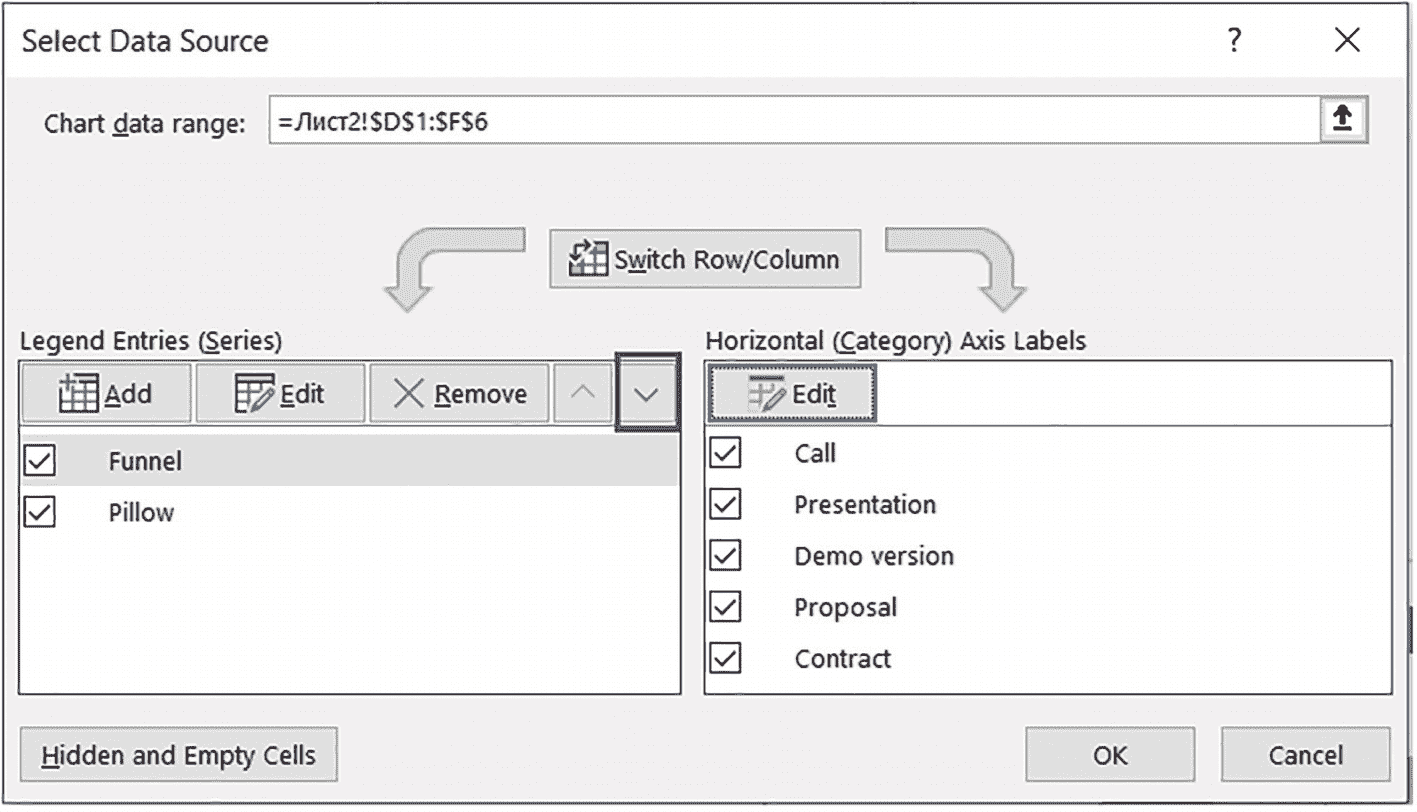 Select Data Source ?
Chart data range: =Лист2!$D$1:$F$6
Switch Row/Column
Legend Entries (Series)
Add Edit Remove
Funnel
Pillow
Horizontal (Category) Axis Labels
Edit
Call
Presentation
Demo version
Proposal
Contract
Hidden and Empty Cells
OK Cancel